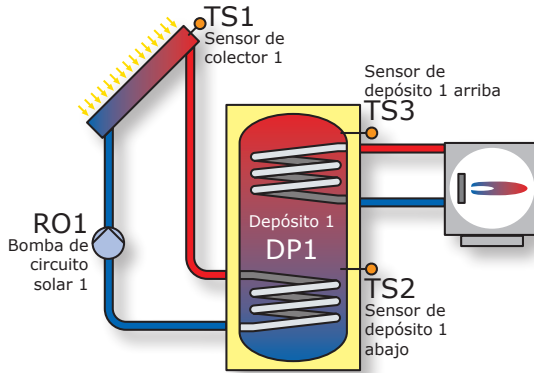 TS1
Sensor de
colector 1
Sensor de
depósito 1 arriba
TS3
RO1
Bomba de
circuito
solar 1
Depósito 1
DP1
TS2
Sensor de
depósito 1
abajo